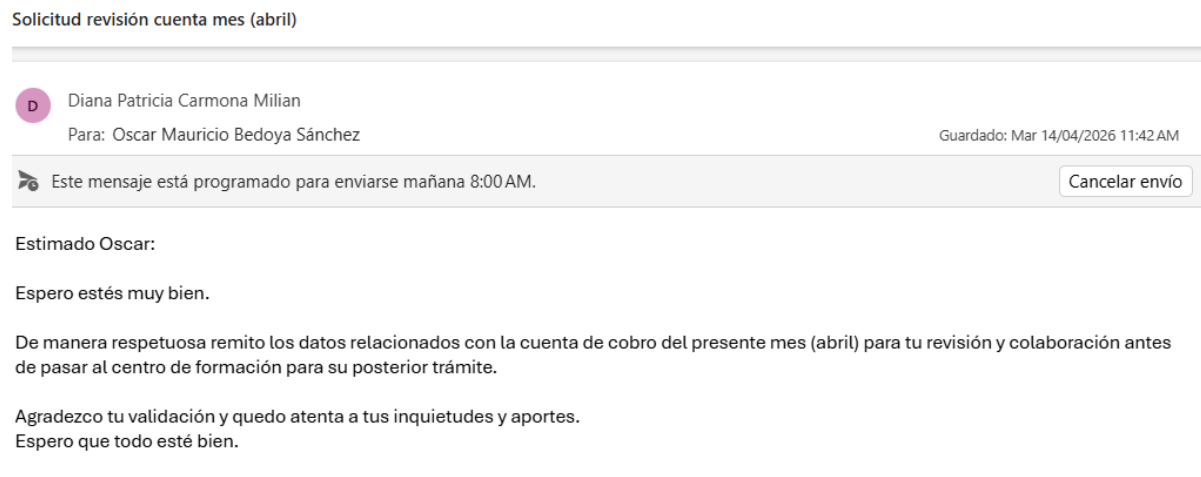 Solicitud revisión cuenta mes (abril)
D
Diana Patricia Carmona Milian
Para: Oscar Mauricio Bedoya Sánchez
Guardado: Mar 14/04/2026 11:42 AM
Este mensaje está programado para enviarse mañana 8:00 AM.
Cancelar envío
Estimado Oscar:
Espero estés muy bien.
De manera respetuosa remito los datos relacionados con la cuenta de cobro del presente mes (abril) para tu revisión y colaboración antes
de pasar al centro de formación para su posterior trámite.
Agradezco tu validación y quedo atenta a tus inquietudes y aportes.
Espero que todo esté bien.